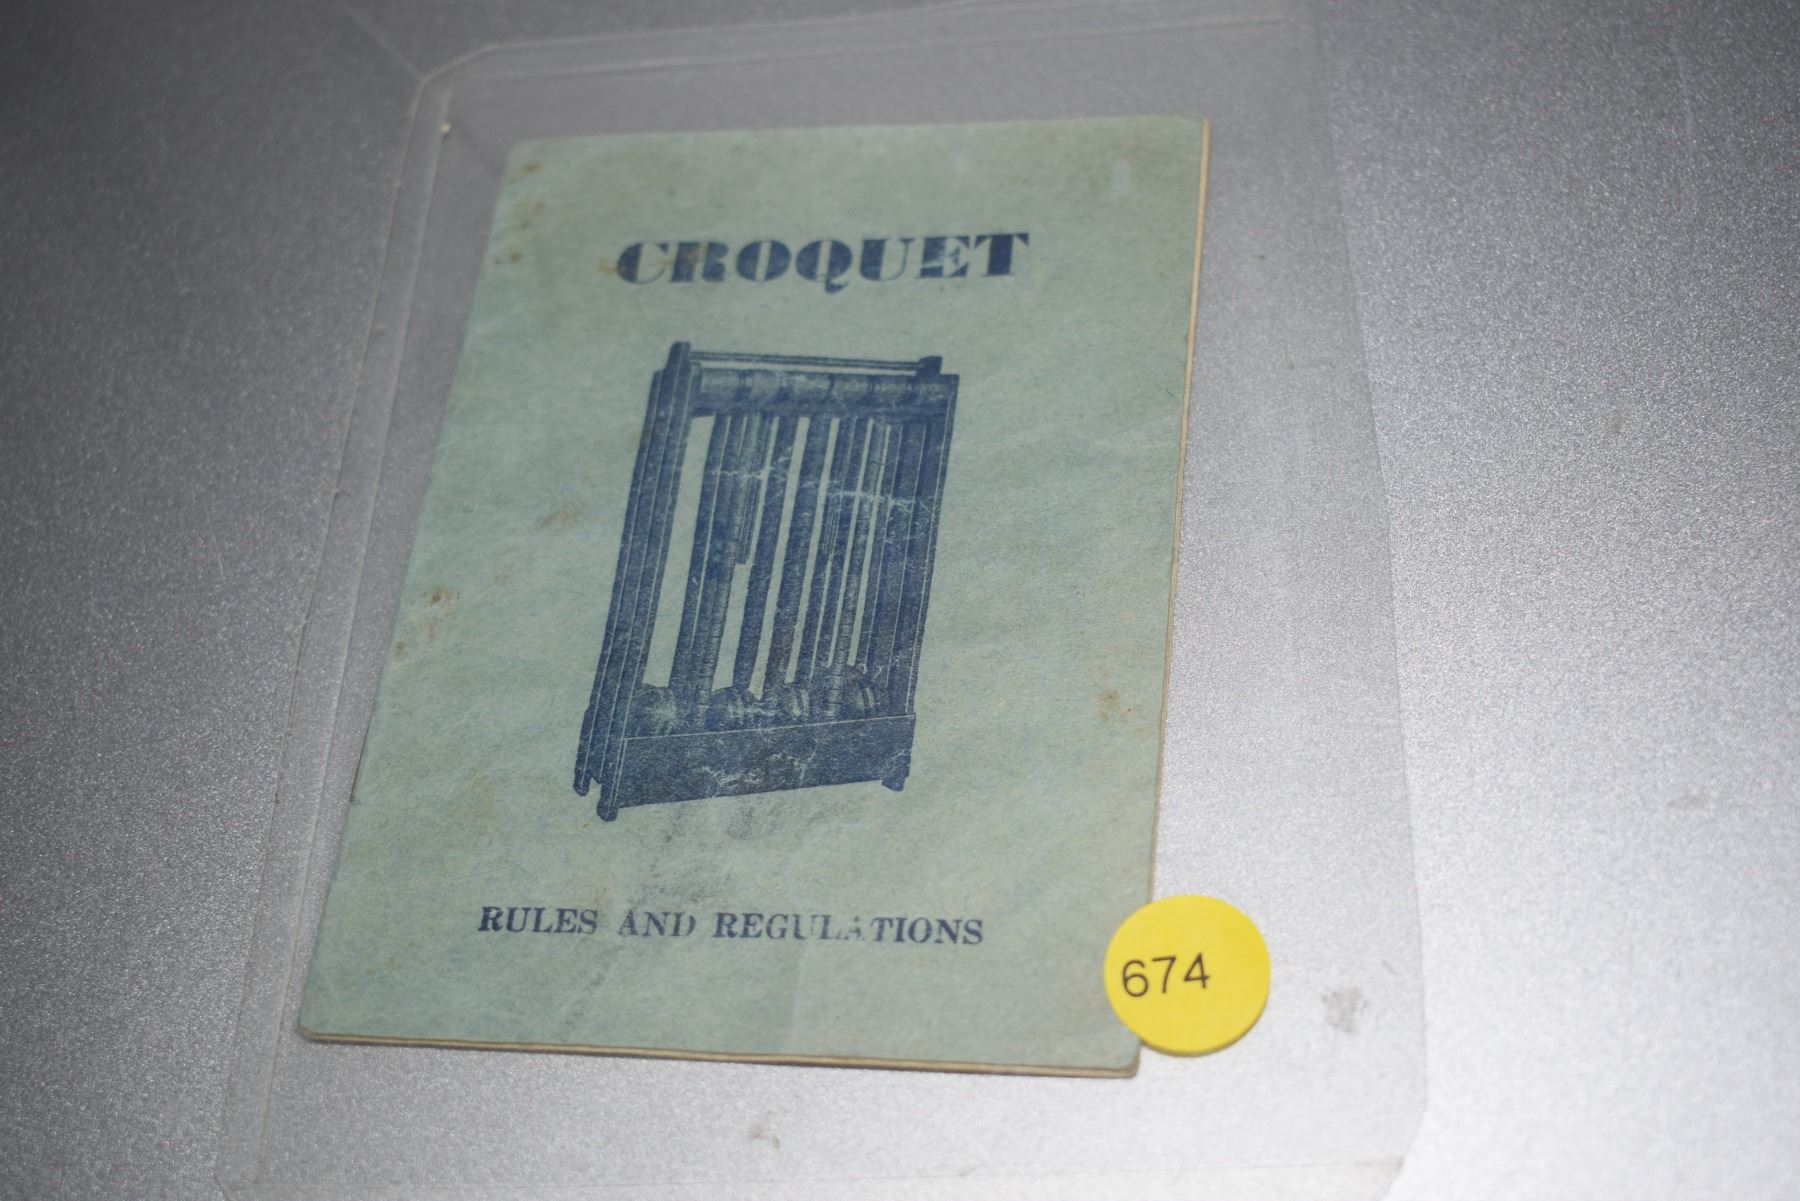 CROQUET
RULES AND REGULATIONS
674